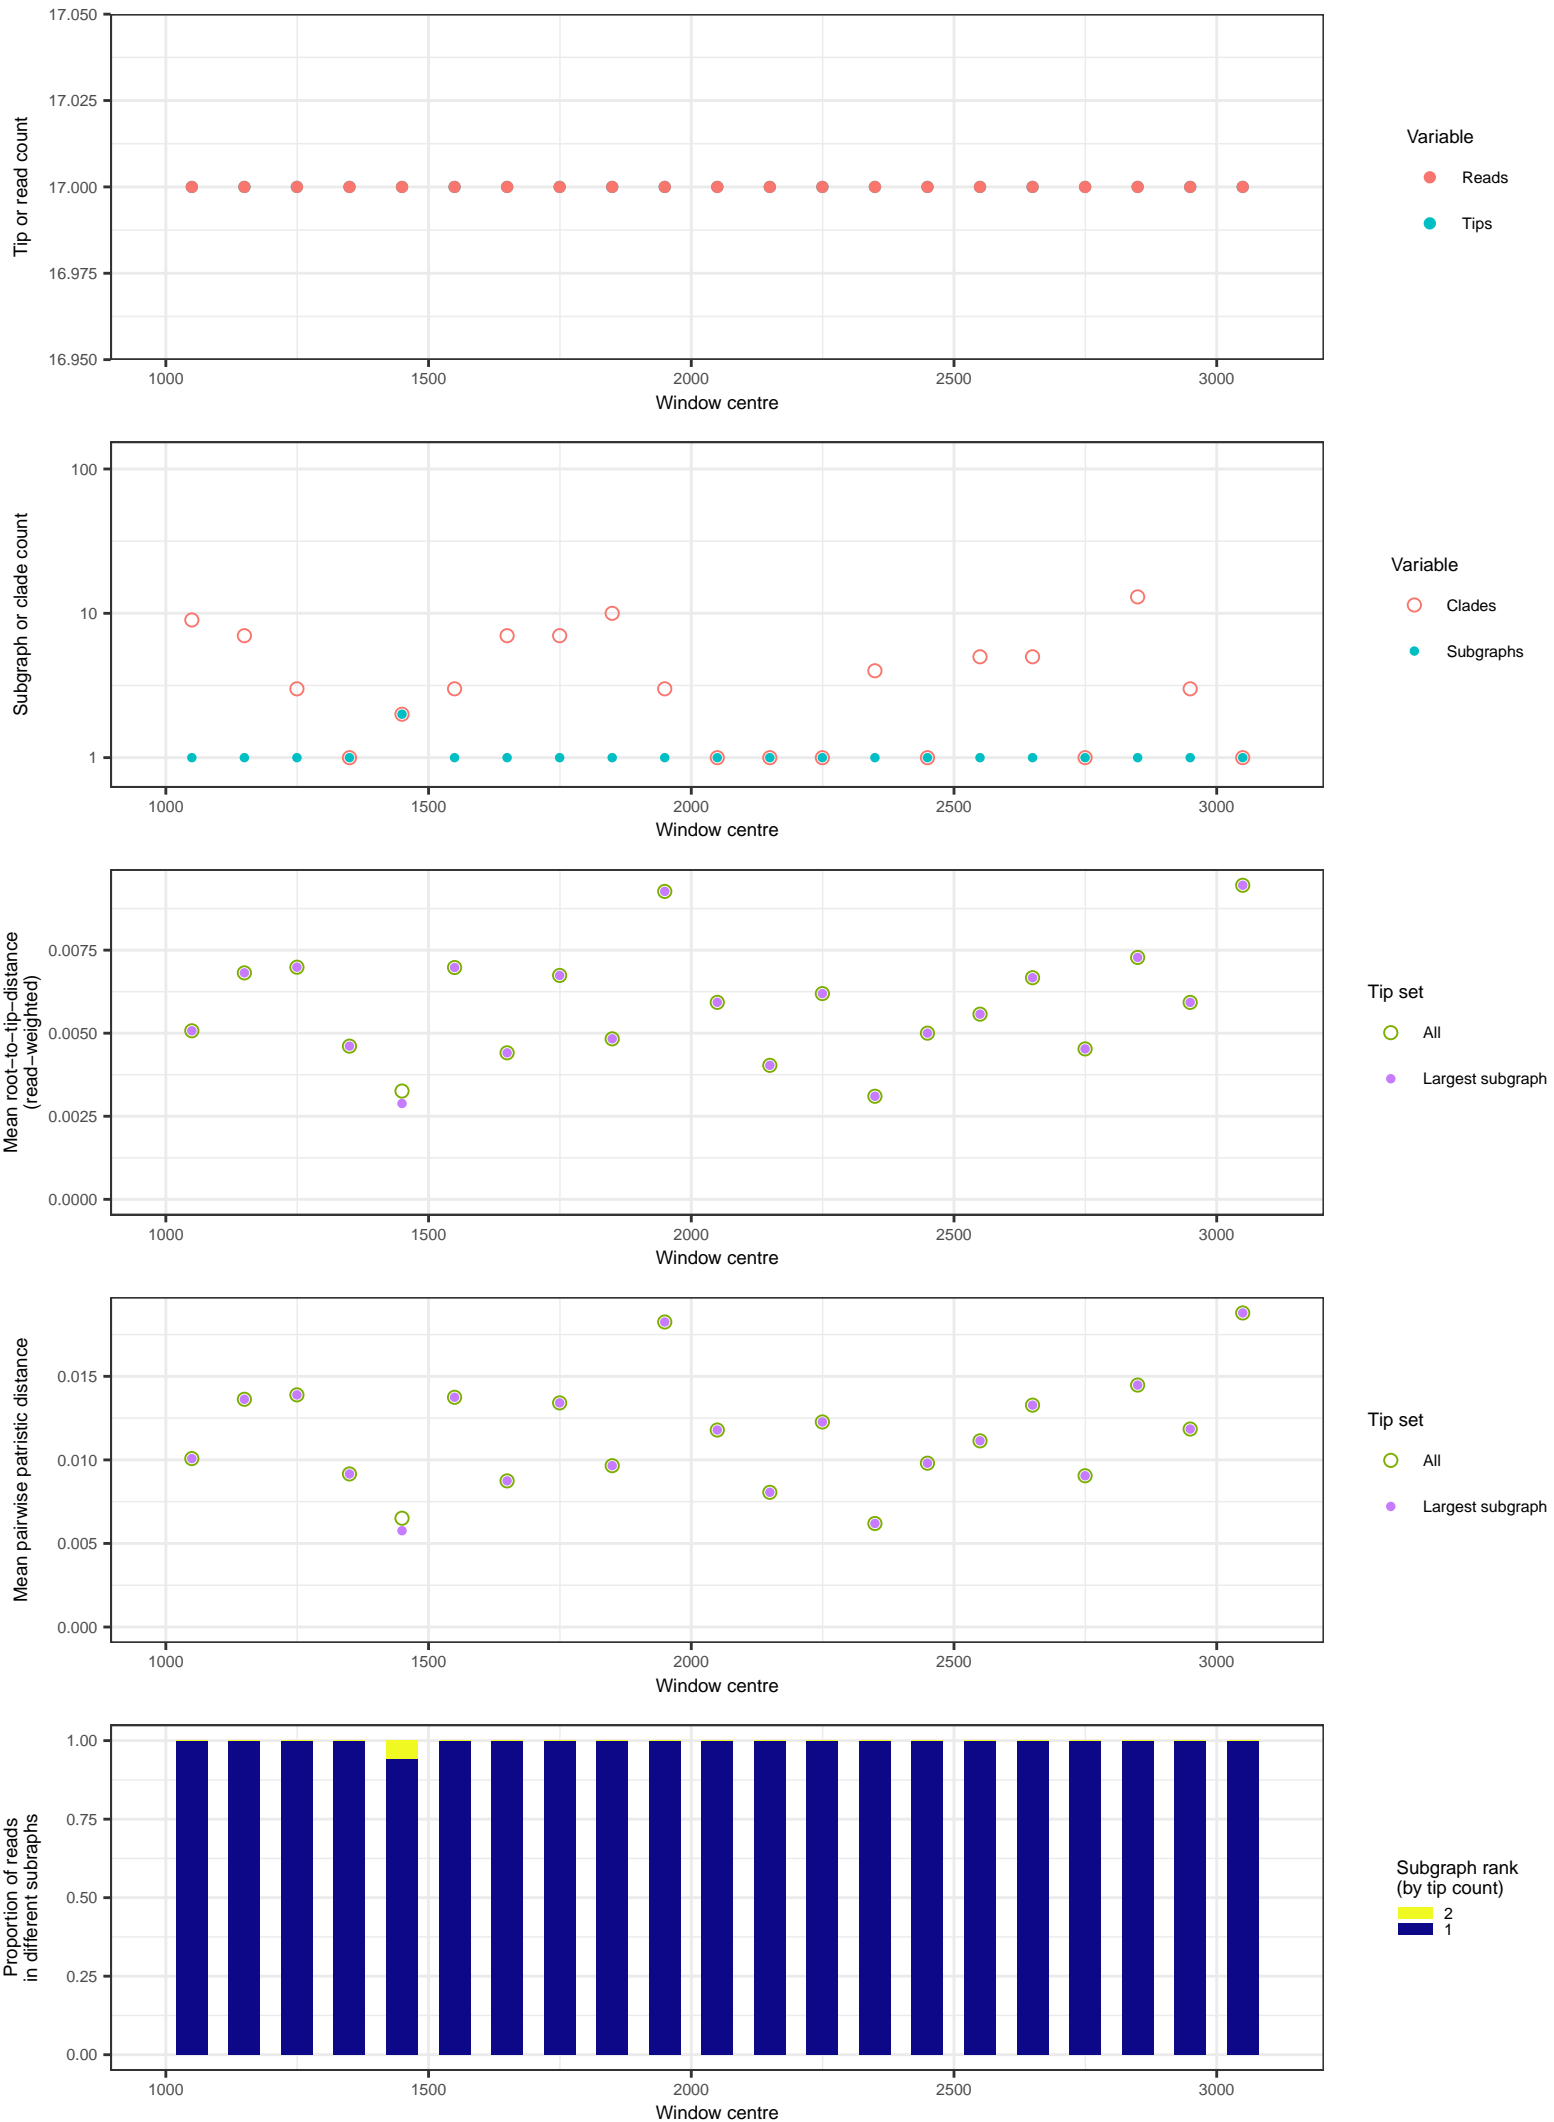 17.050
17.025
17.000
16.975
16.950
Tip or read count
1000 1500 2000 2500 3000
Window centre
Variable
Reads
Tips
100
10
1
Subgraph or clade count
1000 1500 2000 2500 3000
Window centre
Variable
Clades
Subgraphs
0.0075
0.0050
0.0025
0.0000
Mean root−to−tip−distance
(read−weighted)
1000 1500 2000 2500 3000
Window centre
Tip set
All
Largest subgraph
0.015
0.010
0.005
0.000
Mean pairwise patristic distance
1000 1500 2000 2500 3000
Window centre
Tip set
All
Largest subgraph
1.00
0.75
0.50
0.25
0.00
Proportion of reads
in different subraphs
1000 1500 2000 2500 3000
Window centre
Subgraph rank
(by tip count)
2
1